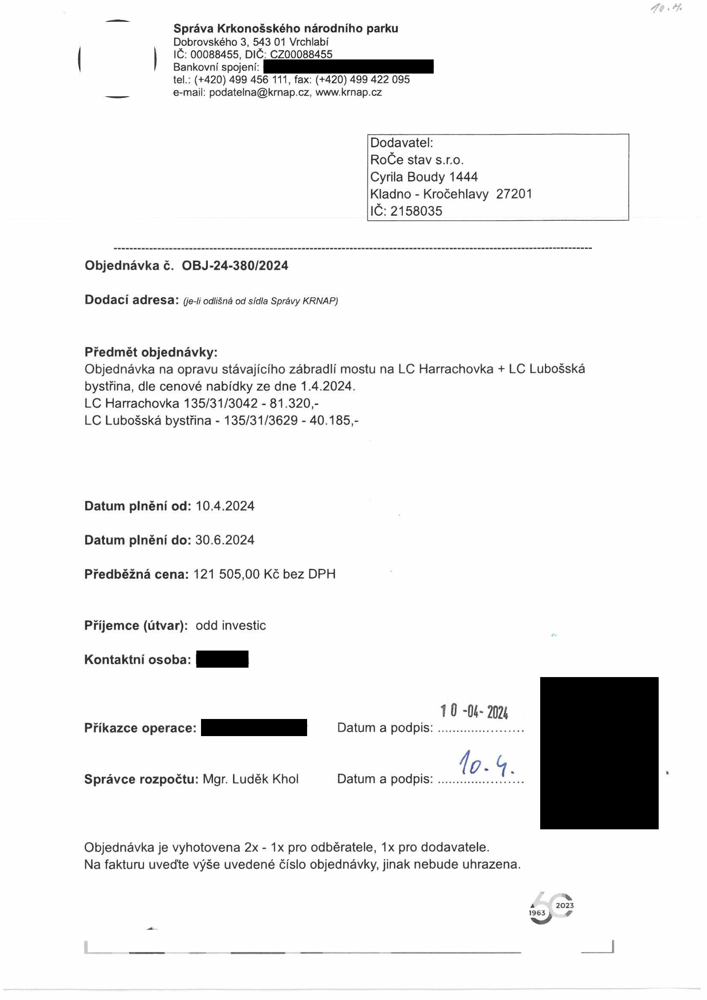 10.4.
Správa Krkonošského národního parku
Dobrovského 3, 543 01 Vrchlabí
IČ: 00088455, DIČ: CZ00088455
Bankovní spojení:
tel.: (+420) 499 456 111, fax: (+420) 499 422 095
e-mail: podatelna@krnap.cz, www.krnap.cz
Dodavatel:
RoČe stav s.r.o.
Cyrila Boudy 1444
Kladno - Kročehlavy 27201
IČ: 2158035
Objednávka č. OBJ-24-380/2024
Dodací adresa: (je-li odlišná od sídla Správy KRNAP)
Předmět objednávky:
Objednávka na opravu stávajícího zábradlí mostu na LC Harrachovka + LC Lubošská
bystřina, dle cenové nabídky ze dne 1.4.2024.
LC Harrachovka 135/31/3042 - 81.320,-
LC Lubošská bystřina - 135/31/3629 - 40.185,-
Datum plnění od: 10.4.2024
Datum plnění do: 30.6.2024
Předběžná cena: 121 505,00 Kč bez DPH
Příjemce (útvar): odd investic
Kontaktní osoba:
10 -04- 2024
Příkazce operace: Datum a podpis: ........................
10.4.
Správce rozpočtu: Mgr. Luděk Khol Datum a podpis: ........................
Objednávka je vyhotovena 2x - 1x pro odběratele, 1x pro dodavatele.
Na fakturu uveďte výše uvedené číslo objednávky, jinak nebude uhrazena.
60
1963 2023